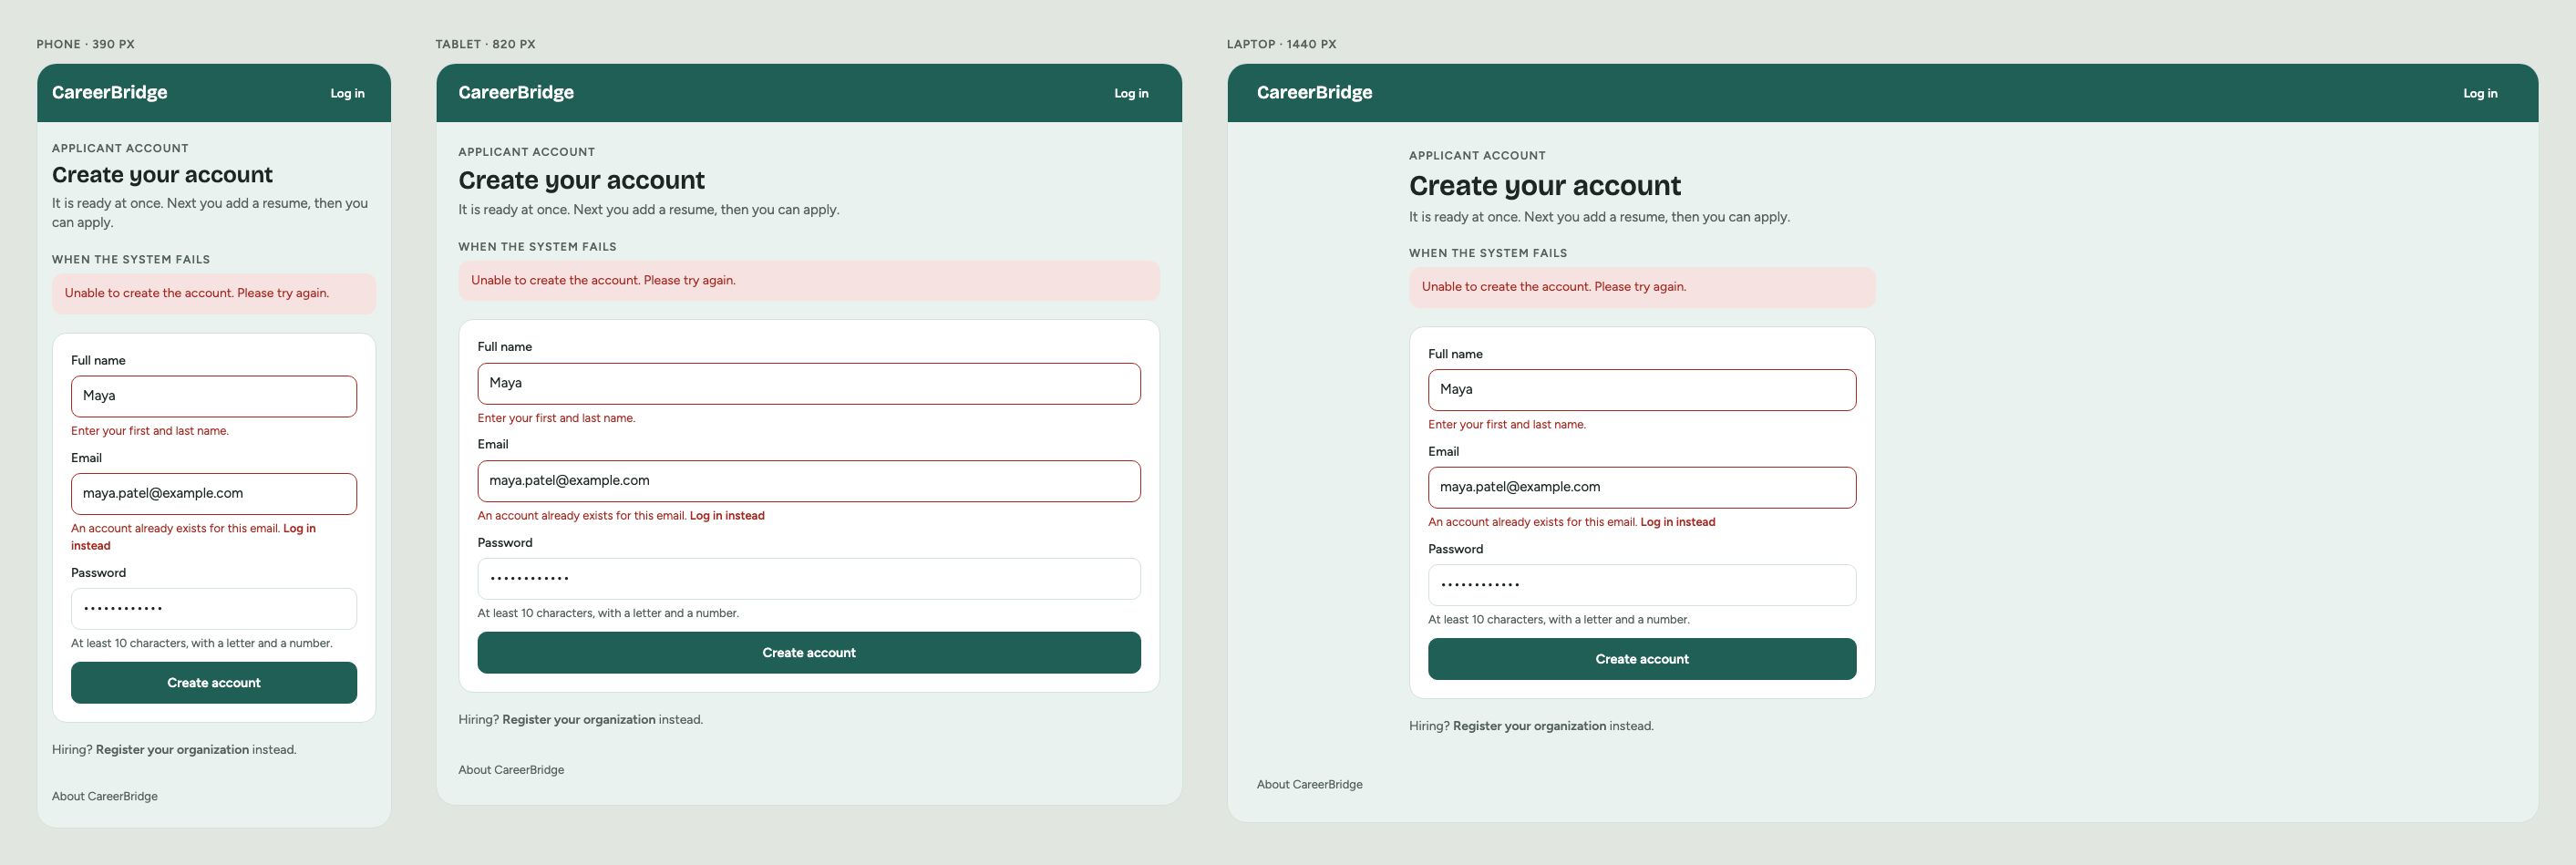 PHONE · 390 PX
CareerBridge
Log in
APPLICANT ACCOUNT
Create your account
It is ready at once. Next you add a resume, then you
can apply.
WHEN THE SYSTEM FAILS
Unable to create the account. Please try again.
Full name
Maya
Enter your first and last name.
Email
maya.patel@example.com
An account already exists for this email. Log in
instead
Password
••••••••••••
At least 10 characters, with a letter and a number.
Create account
Hiring? Register your organization instead.
About CareerBridge
TABLET · 820 PX
CareerBridge
Log in
APPLICANT ACCOUNT
Create your account
It is ready at once. Next you add a resume, then you can apply.
WHEN THE SYSTEM FAILS
Unable to create the account. Please try again.
Full name
Maya
Enter your first and last name.
Email
maya.patel@example.com
An account already exists for this email. Log in instead
Password
••••••••••••
At least 10 characters, with a letter and a number.
Create account
Hiring? Register your organization instead.
About CareerBridge
LAPTOP · 1440 PX
CareerBridge
Log in
APPLICANT ACCOUNT
Create your account
It is ready at once. Next you add a resume, then you can apply.
WHEN THE SYSTEM FAILS
Unable to create the account. Please try again.
Full name
Maya
Enter your first and last name.
Email
maya.patel@example.com
An account already exists for this email. Log in instead
Password
••••••••••••
At least 10 characters, with a letter and a number.
Create account
Hiring? Register your organization instead.
About CareerBridge